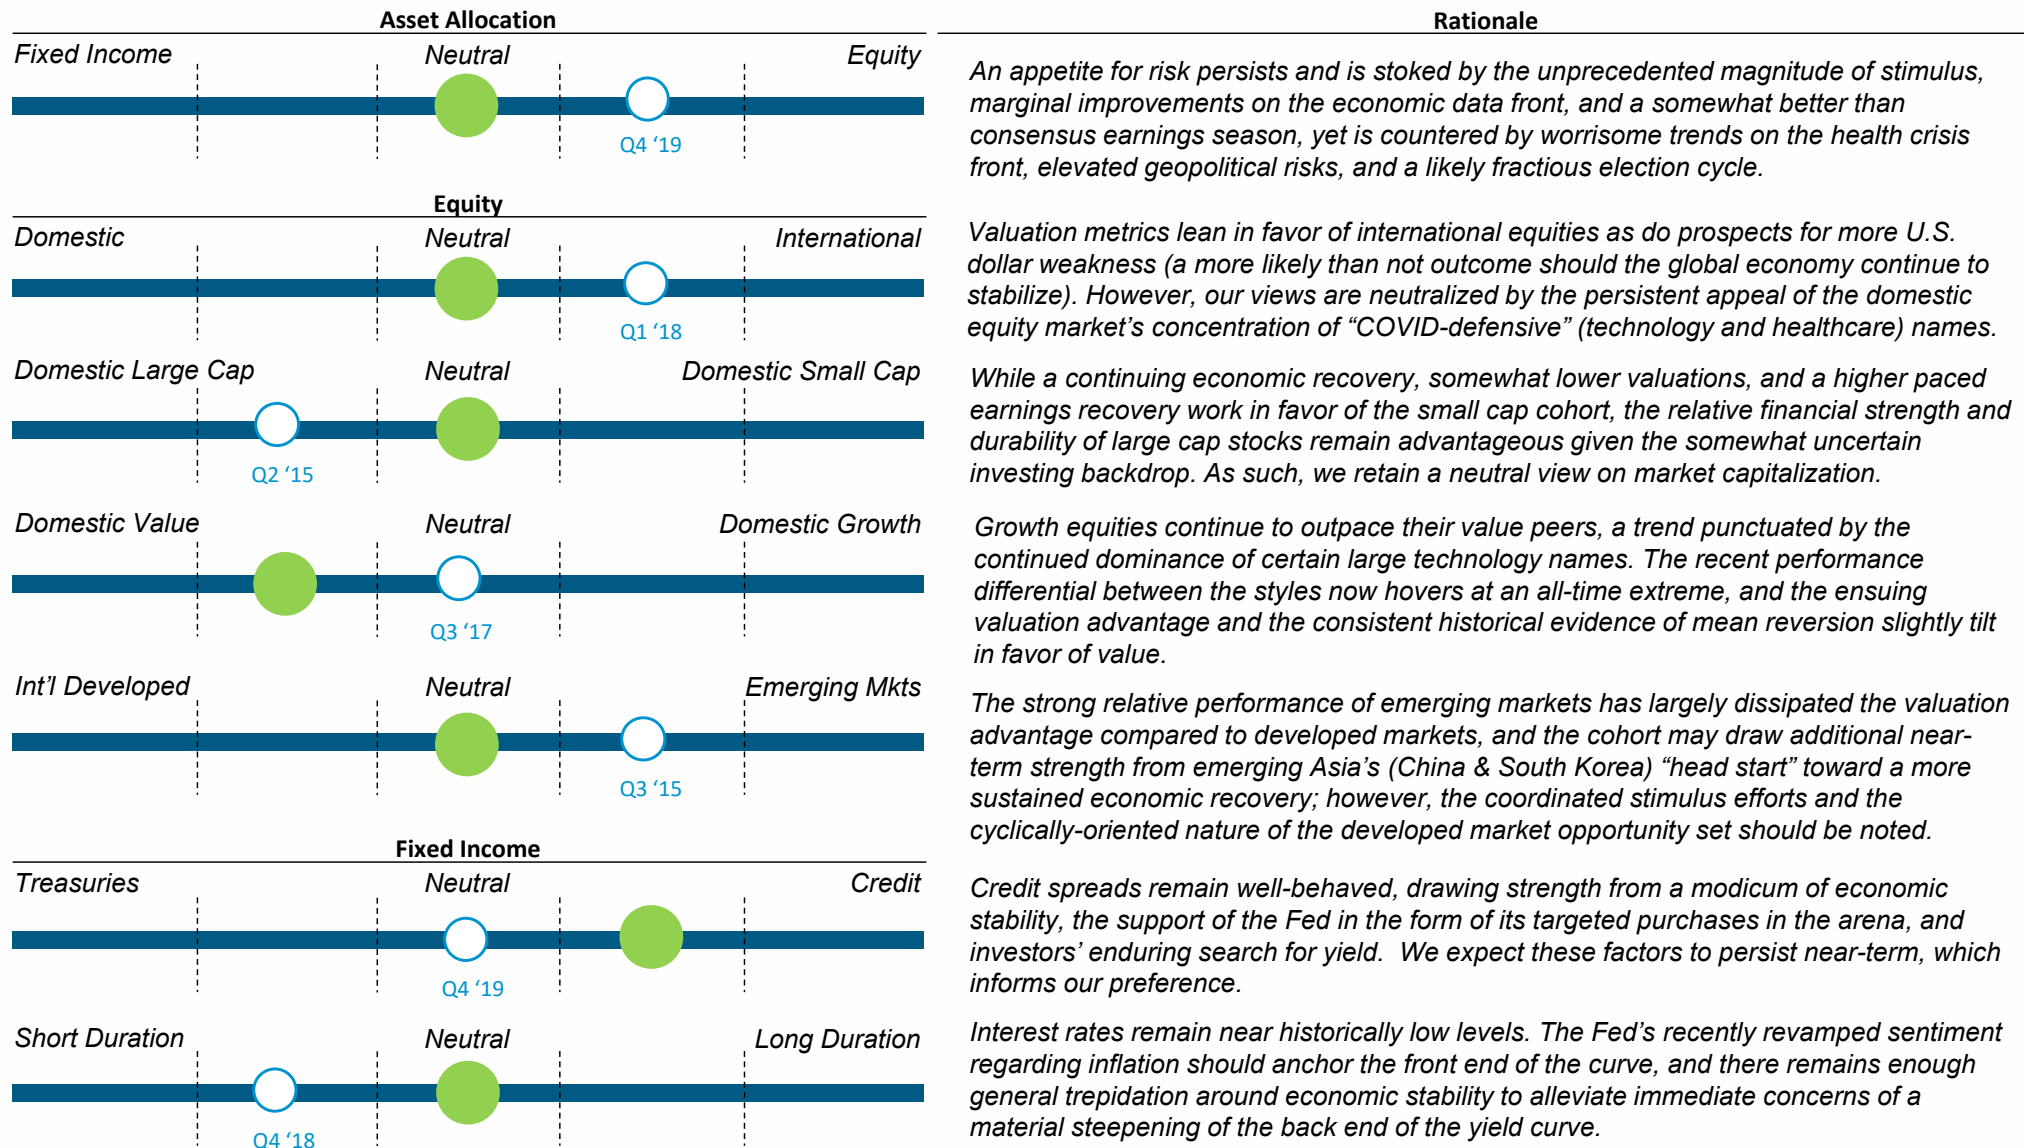 Asset Allocation
Rationale
Fixed Income
Neutral
Equity
Q4 ‘19
An appetite for risk persists and is stoked by the unprecedented magnitude of stimulus,
marginal improvements on the economic data front, and a somewhat better than
consensus earnings season, yet is countered by worrisome trends on the health crisis
front, elevated geopolitical risks, and a likely fractious election cycle.
Equity
Domestic
Neutral
International
Q1 ‘18
Valuation metrics lean in favor of international equities as do prospects for more U.S.
dollar weakness (a more likely than not outcome should the global economy continue to
stabilize). However, our views are neutralized by the persistent appeal of the domestic
equity market’s concentration of “COVID-defensive” (technology and healthcare) names.
Domestic Large Cap
Neutral
Domestic Small Cap
Q2 ‘15
While a continuing economic recovery, somewhat lower valuations, and a higher paced
earnings recovery work in favor of the small cap cohort, the relative financial strength and
durability of large cap stocks remain advantageous given the somewhat uncertain
investing backdrop. As such, we retain a neutral view on market capitalization.
Domestic Value
Neutral
Domestic Growth
Q3 ‘17
Growth equities continue to outpace their value peers, a trend punctuated by the
continued dominance of certain large technology names. The recent performance
differential between the styles now hovers at an all-time extreme, and the ensuing
valuation advantage and the consistent historical evidence of mean reversion slightly tilt
in favor of value.
Int’l Developed
Neutral
Emerging Mkts
Q3 ‘15
The strong relative performance of emerging markets has largely dissipated the valuation
advantage compared to developed markets, and the cohort may draw additional near-
term strength from emerging Asia’s (China & South Korea) “head start” toward a more
sustained economic recovery; however, the coordinated stimulus efforts and the
cyclically-oriented nature of the developed market opportunity set should be noted.
Fixed Income
Treasuries
Neutral
Credit
Q4 ‘19
Credit spreads remain well-behaved, drawing strength from a modicum of economic
stability, the support of the Fed in the form of its targeted purchases in the arena, and
investors’ enduring search for yield.  We expect these factors to persist near-term, which
informs our preference.
Short Duration
Neutral
Long Duration
Q4 ‘18
Interest rates remain near historically low levels. The Fed’s recently revamped sentiment
regarding inflation should anchor the front end of the curve, and there remains enough
general trepidation around economic stability to alleviate immediate concerns of a
material steepening of the back end of the yield curve.